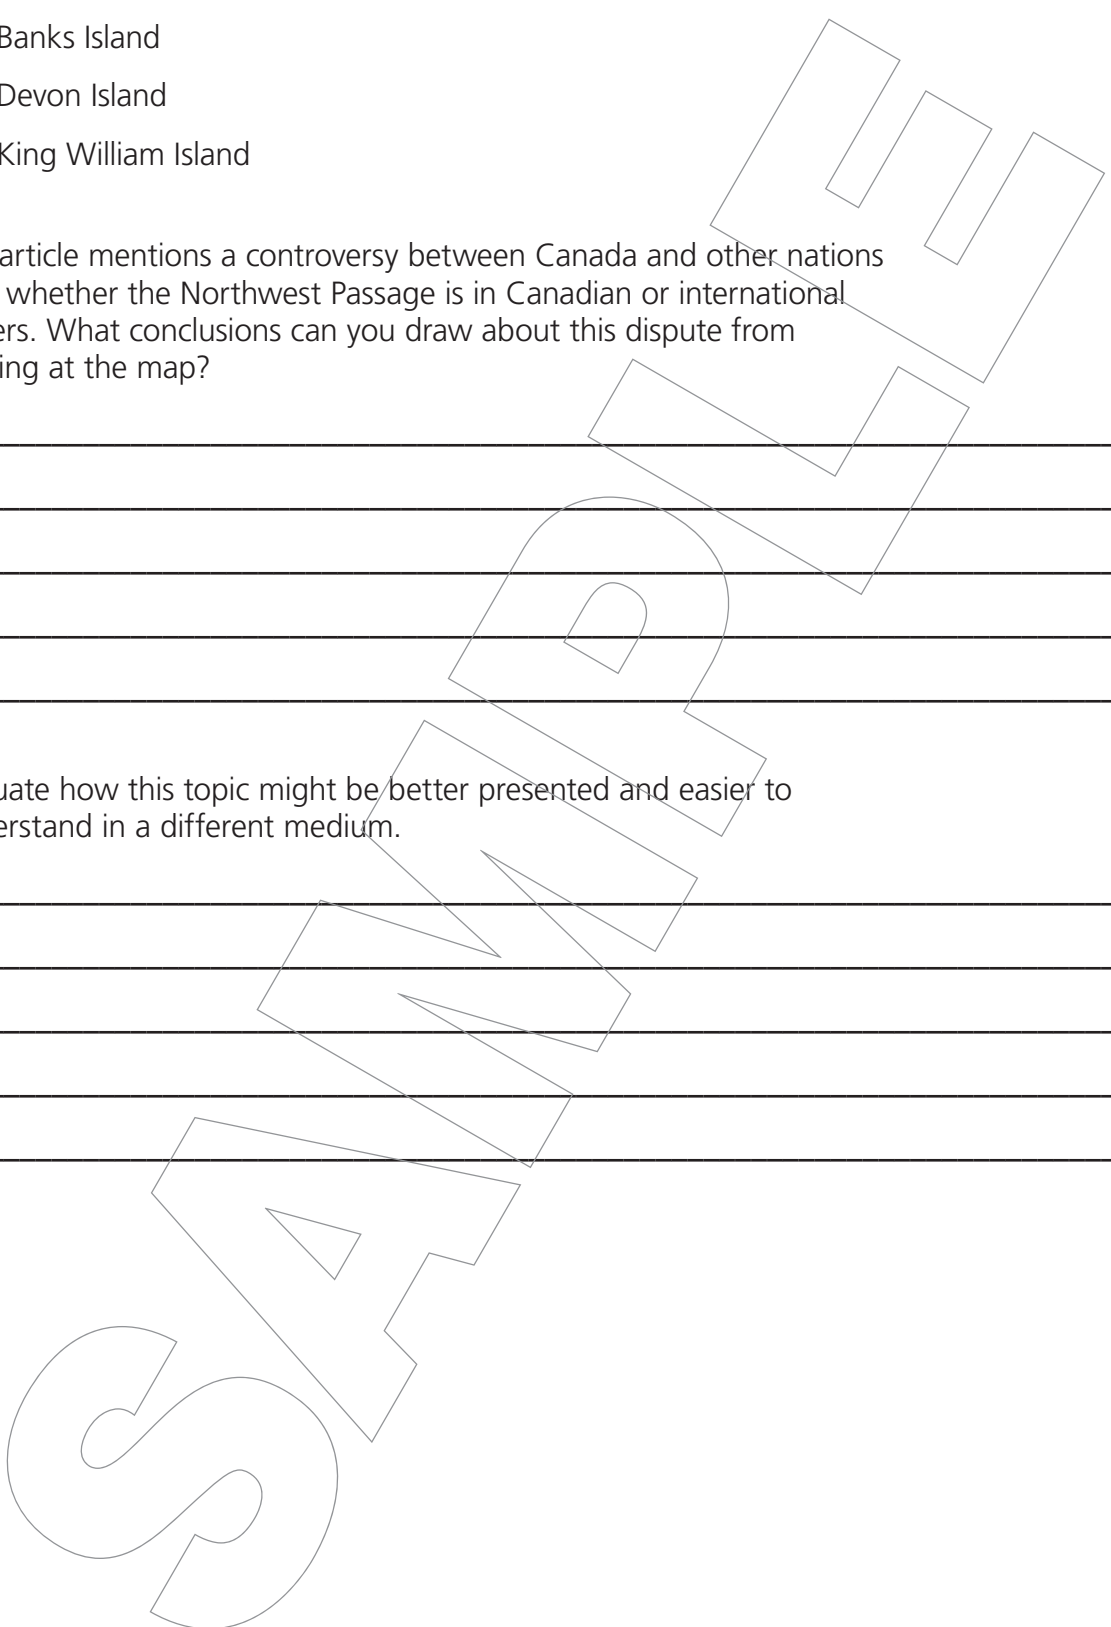 Banks Island
Devon Island
King William Island
article mentions a controversy between Canada and other nations
whether the Northwest Passage is in Canadian or international
ers. What conclusions can you draw about this dispute from
ing at the map?
uate how this topic might be better presented and easier to
erstand in a different medium.
SAMPLE